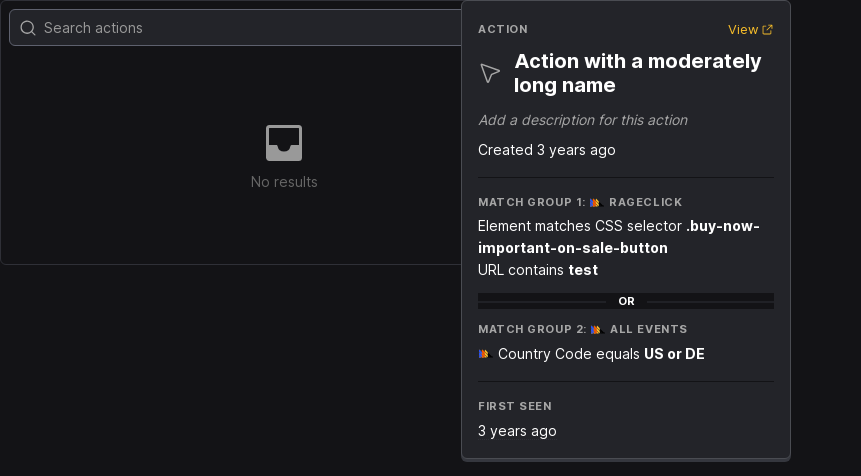 Search actions
No results
ACTION
View
Action with a moderately
long name
Add a description for this action
Created 3 years ago
MATCH GROUP 1: RAGECLICK
Element matches CSS selector .buy-now-
important-on-sale-button
URL contains test
OR
MATCH GROUP 2: ALL EVENTS
Country Code equals US or DE
FIRST SEEN
3 years ago